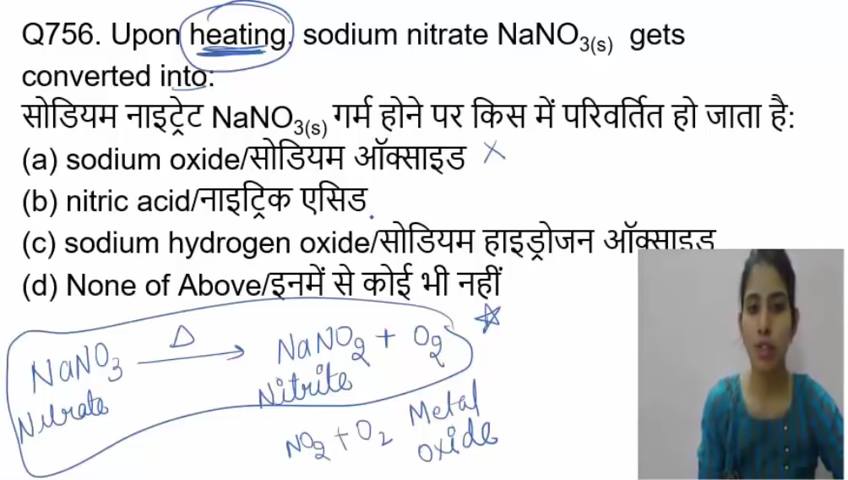 Q756. Upon heating, sodium nitrate NaNO3(s) gets
converted into:
सोडियम नाइट्रेट NaNO3(s) गर्म होने पर किस में परिवर्तित हो जाता है:
(a) sodium oxide/सोडियम ऑक्साइड ×
(b) nitric acid/नाइट्रिक एसिड
(c) sodium hydrogen oxide/सोडियम हाइड्रोजन ऑक्साइड
(d) None of Above/इनमें से कोई भी नहीं
NaNO3 Δ → NaNO2 + O2
Nitrate Nitrite
NO2 + O2 Metal
oxide